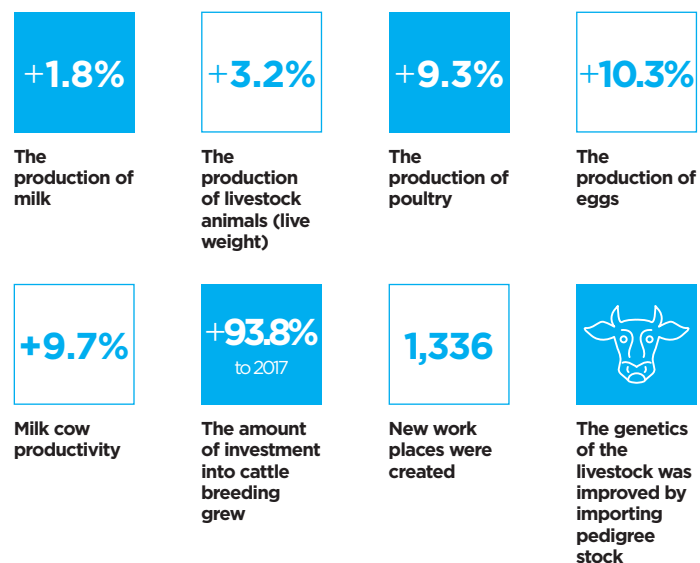 +1.8%
The
production of
milk
+3.2%
The
production
of livestock
animals (live
weight)
+9.3%
The
production of
poultry
+10.3%
The
production of
eggs
+9.7%
Milk cow
productivity
+93.8%
to 2017
The amount
of investment
into cattle
breeding
grew
1,336
New work
places were
created
The genetics
of the
livestock was
improved by
importing
pedigree
stock